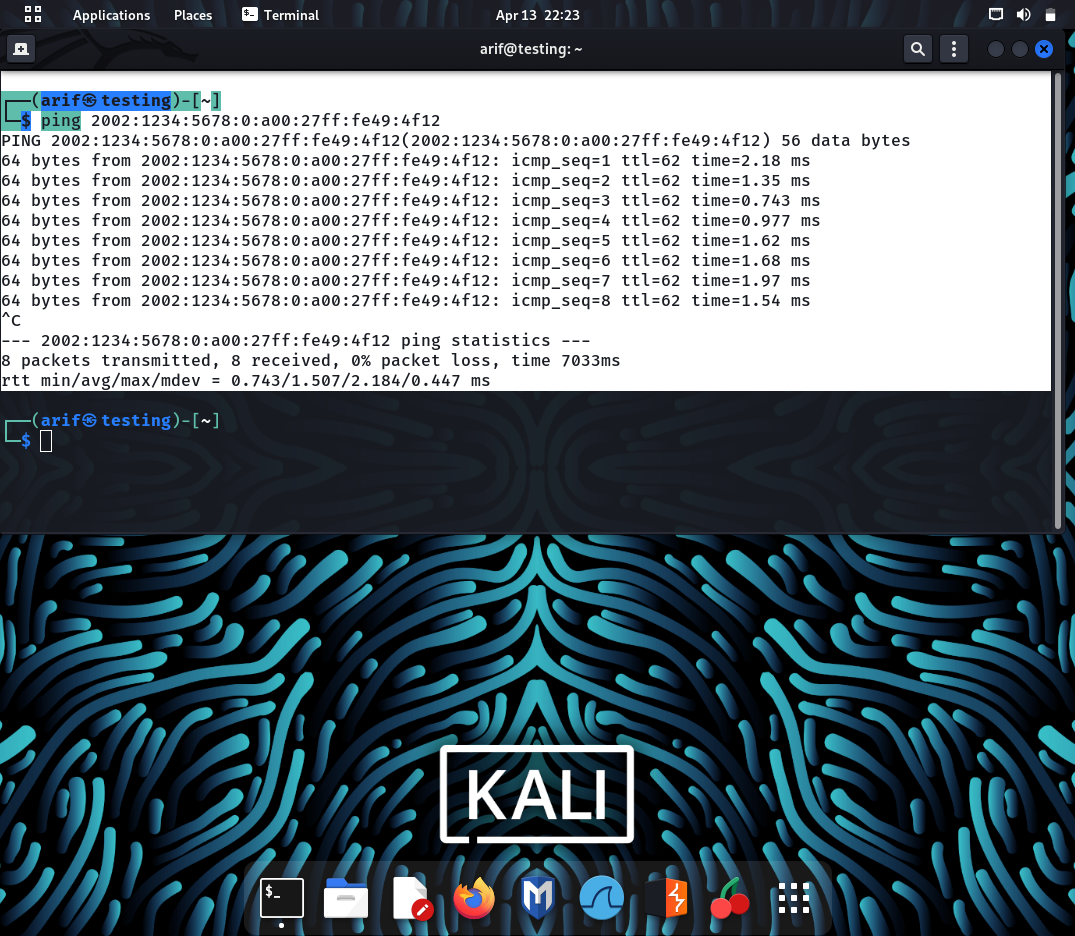 Applications Places Terminal Apr 13 22:23
arif@testing: ~
┌──(arif㉿testing)-[~]
└─$ ping 2002:1234:5678:0:a00:27ff:fe49:4f12
PING 2002:1234:5678:0:a00:27ff:fe49:4f12(2002:1234:5678:0:a00:27ff:fe49:4f12) 56 data bytes
64 bytes from 2002:1234:5678:0:a00:27ff:fe49:4f12: icmp_seq=1 ttl=62 time=2.18 ms
64 bytes from 2002:1234:5678:0:a00:27ff:fe49:4f12: icmp_seq=2 ttl=62 time=1.35 ms
64 bytes from 2002:1234:5678:0:a00:27ff:fe49:4f12: icmp_seq=3 ttl=62 time=0.743 ms
64 bytes from 2002:1234:5678:0:a00:27ff:fe49:4f12: icmp_seq=4 ttl=62 time=0.977 ms
64 bytes from 2002:1234:5678:0:a00:27ff:fe49:4f12: icmp_seq=5 ttl=62 time=1.62 ms
64 bytes from 2002:1234:5678:0:a00:27ff:fe49:4f12: icmp_seq=6 ttl=62 time=1.68 ms
64 bytes from 2002:1234:5678:0:a00:27ff:fe49:4f12: icmp_seq=7 ttl=62 time=1.97 ms
64 bytes from 2002:1234:5678:0:a00:27ff:fe49:4f12: icmp_seq=8 ttl=62 time=1.54 ms
^C
--- 2002:1234:5678:0:a00:27ff:fe49:4f12 ping statistics ---
8 packets transmitted, 8 received, 0% packet loss, time 7033ms
rtt min/avg/max/mdev = 0.743/1.507/2.184/0.447 ms
┌──(arif㉿testing)-[~]
└─$
KALI
$_